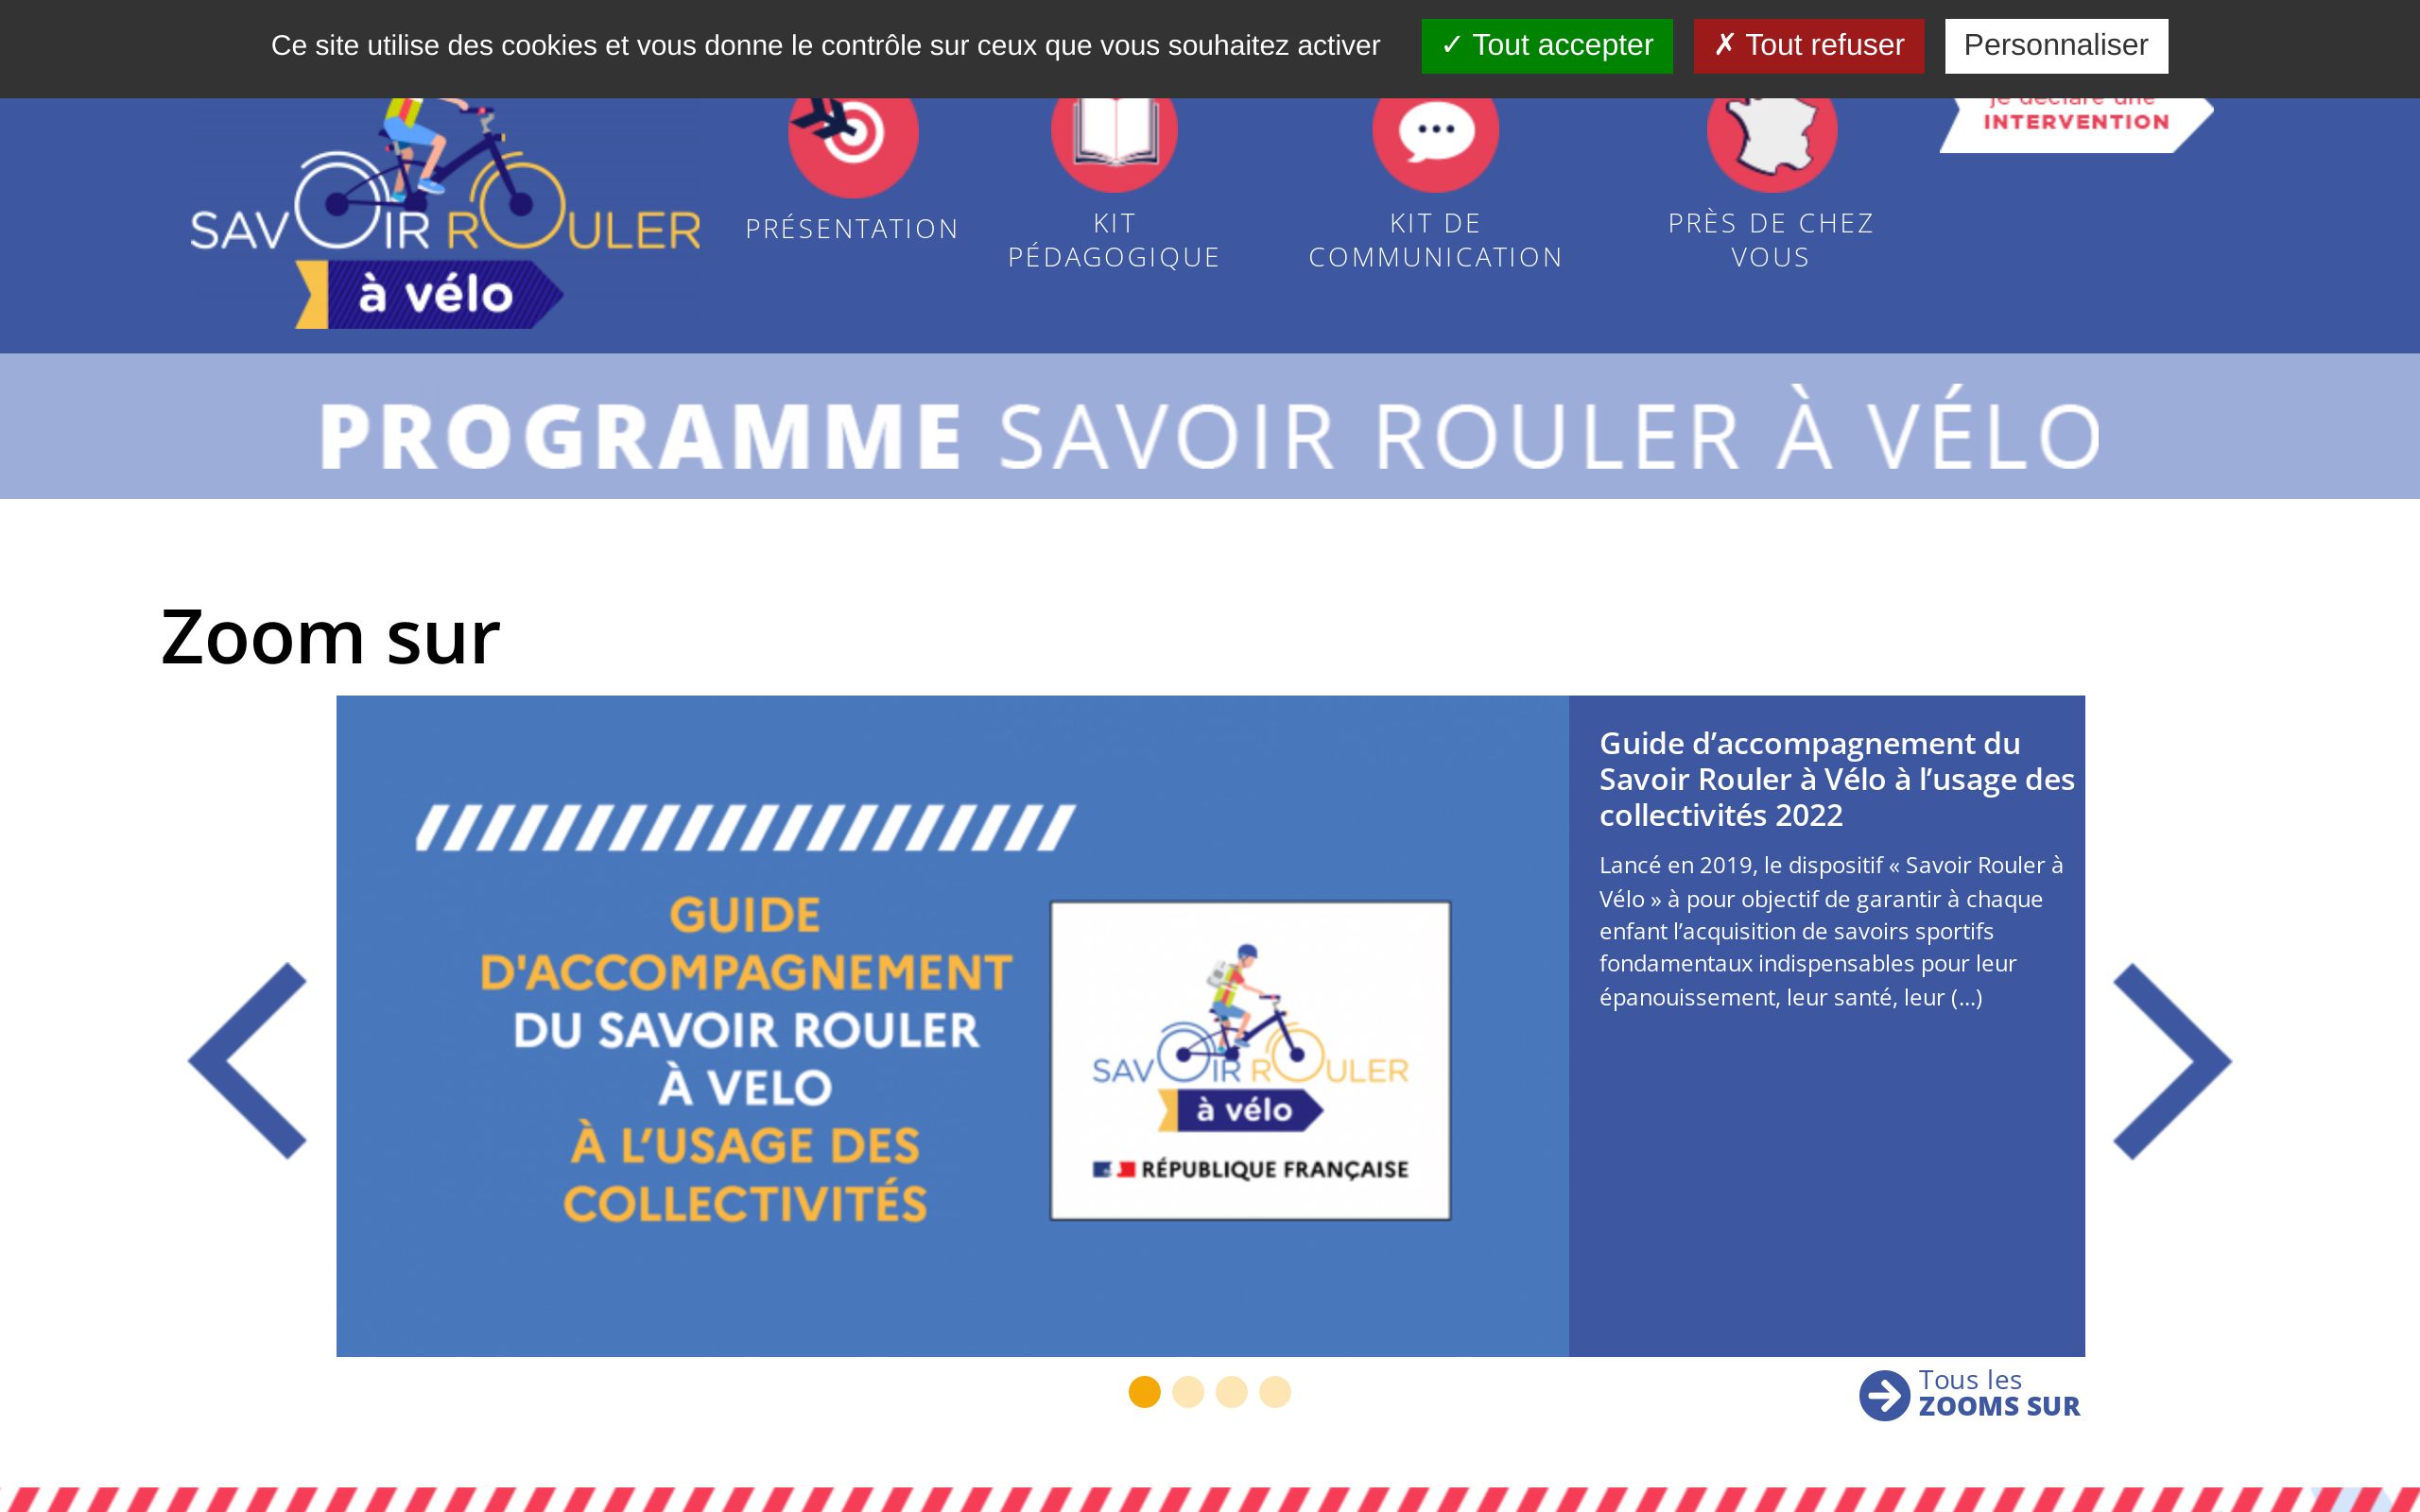 Ce site utilise des cookies et vous donne le contrôle sur ceux que vous souhaitez activer
✓ Tout accepter
✗ Tout refuser
Personnaliser
je déclare une
INTERVENTION
SAVOIR ROULER
à vélo
PRÉSENTATION
KIT
PÉDAGOGIQUE
KIT DE
COMMUNICATION
PRÈS DE CHEZ
VOUS
PROGRAMME SAVOIR ROULER À VÉLO
Zoom sur
GUIDE
D'ACCOMPAGNEMENT
DU SAVOIR ROULER
À VELO
À L’USAGE DES
COLLECTIVITÉS
SAVOIR ROULER
à vélo
RÉPUBLIQUE FRANÇAISE
Guide d’accompagnement du
Savoir Rouler à Vélo à l’usage des
collectivités 2022
Lancé en 2019, le dispositif « Savoir Rouler à
Vélo » à pour objectif de garantir à chaque
enfant l’acquisition de savoirs sportifs
fondamentaux indispensables pour leur
épanouissement, leur santé, leur (…)
Tous les
ZOOMS SUR